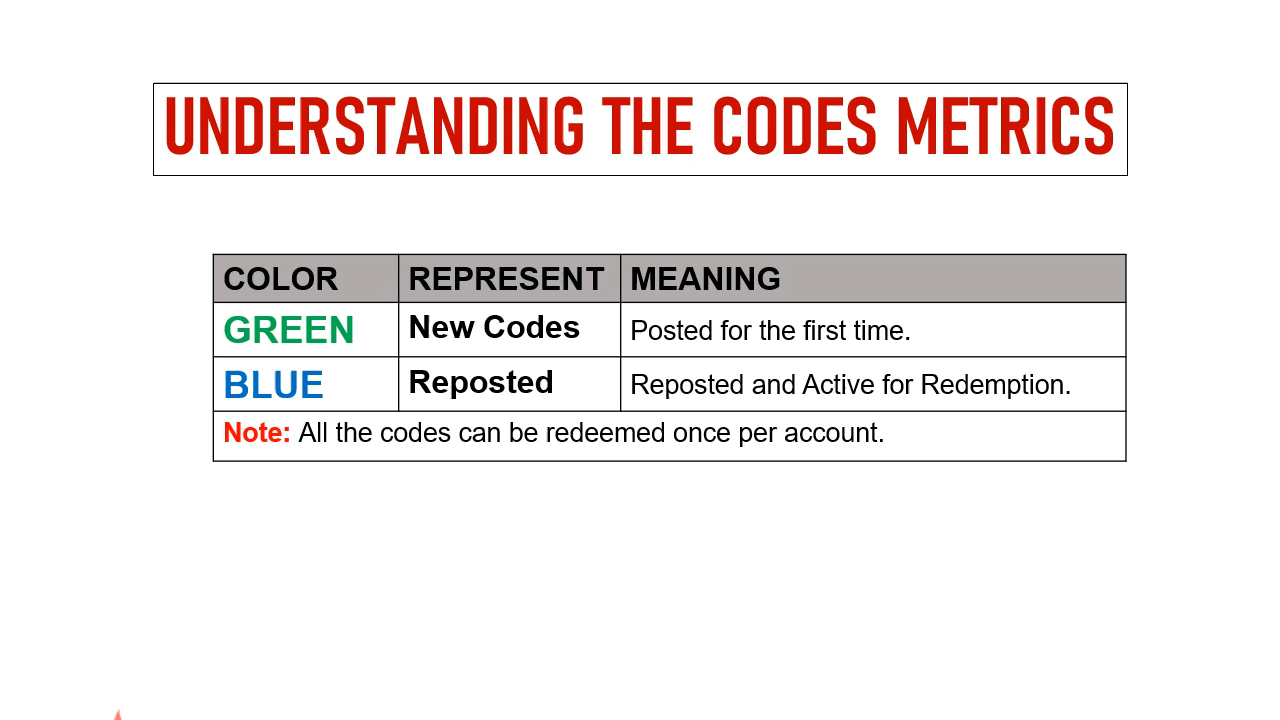 UNDERSTANDING THE CODES METRICS
COLOR REPRESENT MEANING
GREEN New Codes Posted for the first time.
BLUE Reposted Reposted and Active for Redemption.
Note: All the codes can be redeemed once per account.